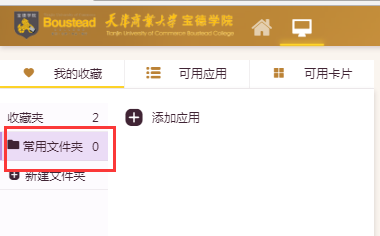 Boustead 天津商业大学 宝德学院
Tianjin University of Commerce Boustead College
我的收藏 可用应用 可用卡片
收藏夹 2 添加应用
常用文件夹 0
新建文件夹